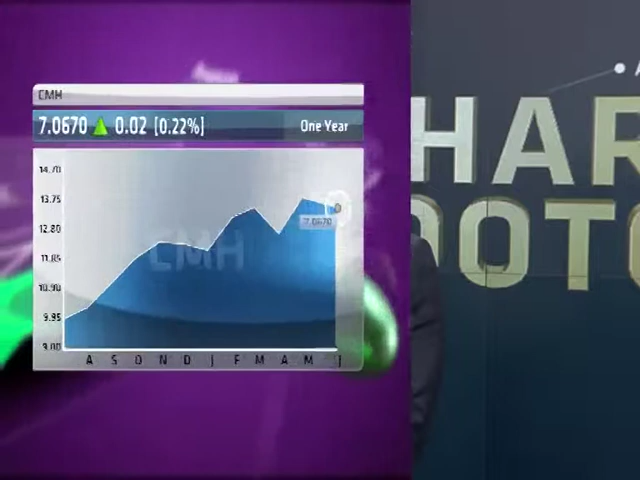 CMH
7.0670 0.02 [0.22%] One Year
14.70
13.75
12.80
11.85
10.90
9.95
9.00
CMH
7.0670
A S O N D J F M A M J
HAR
OOT